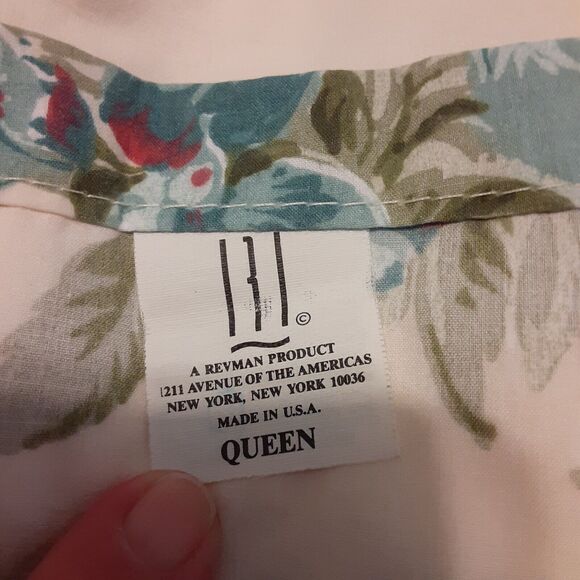 ©
A REVMAN PRODUCT
1211 AVENUE OF THE AMERICAS
NEW YORK, NEW YORK 10036
MADE IN U.S.A.
QUEEN